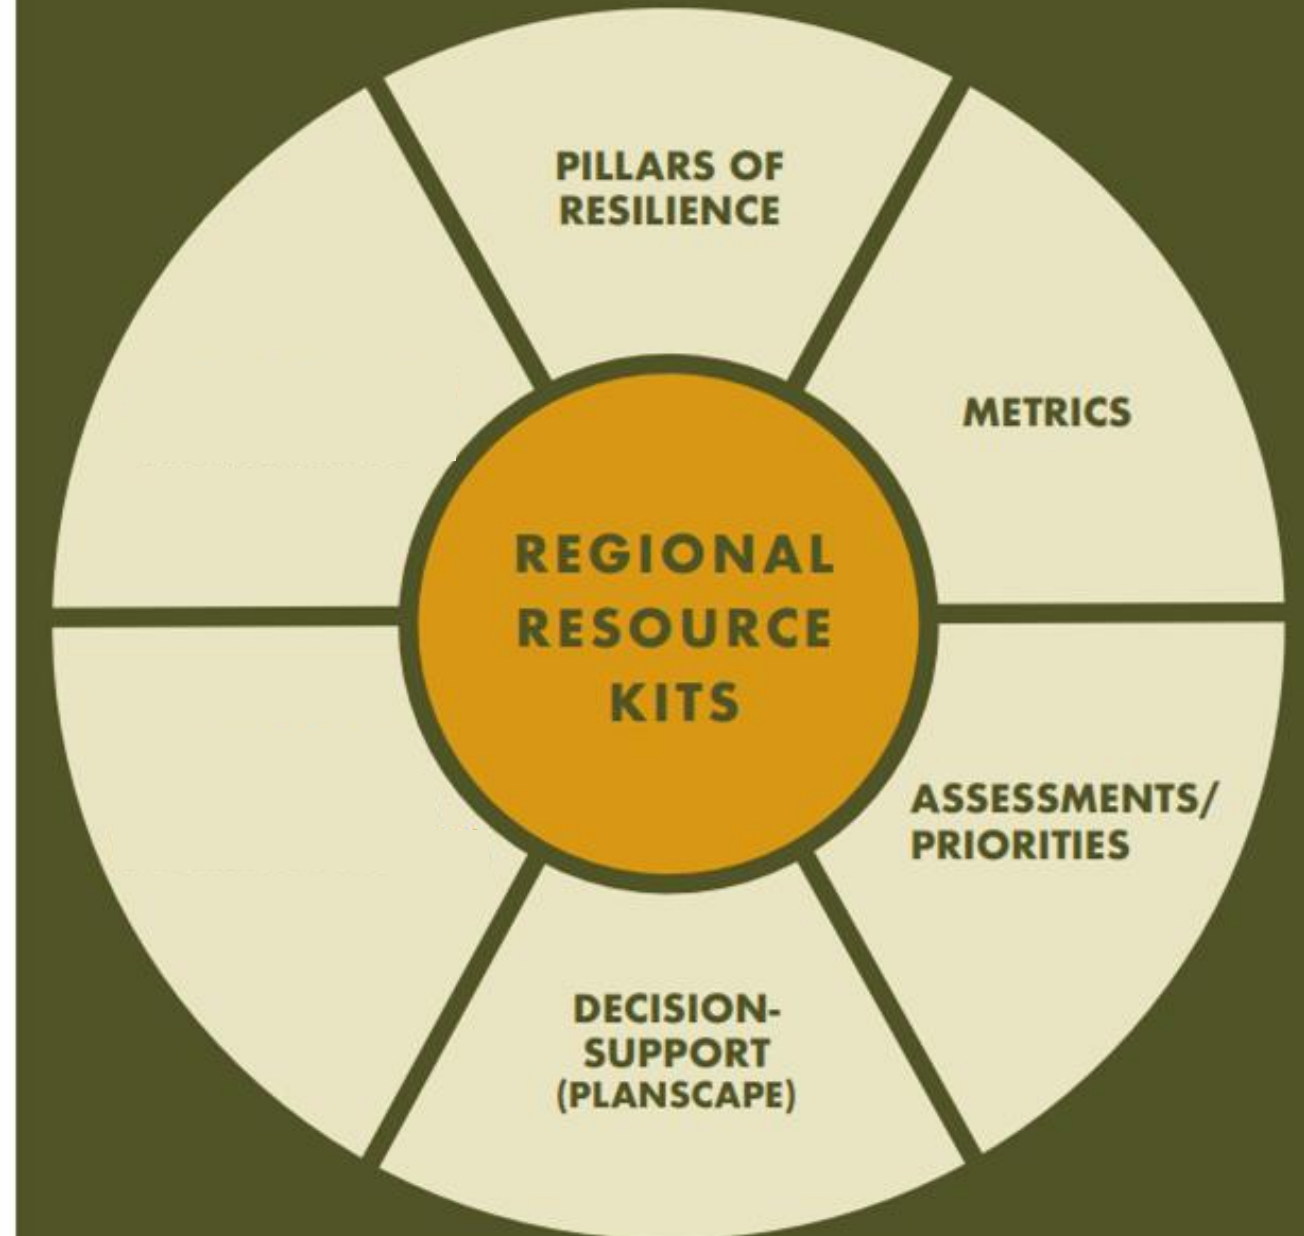 PILLARS OF
RESILIENCE
METRICS
REGIONAL
RESOURCE
KITS
ASSESSMENTS/
PRIORITIES
DECISION-
SUPPORT
(PLANSCAPE)